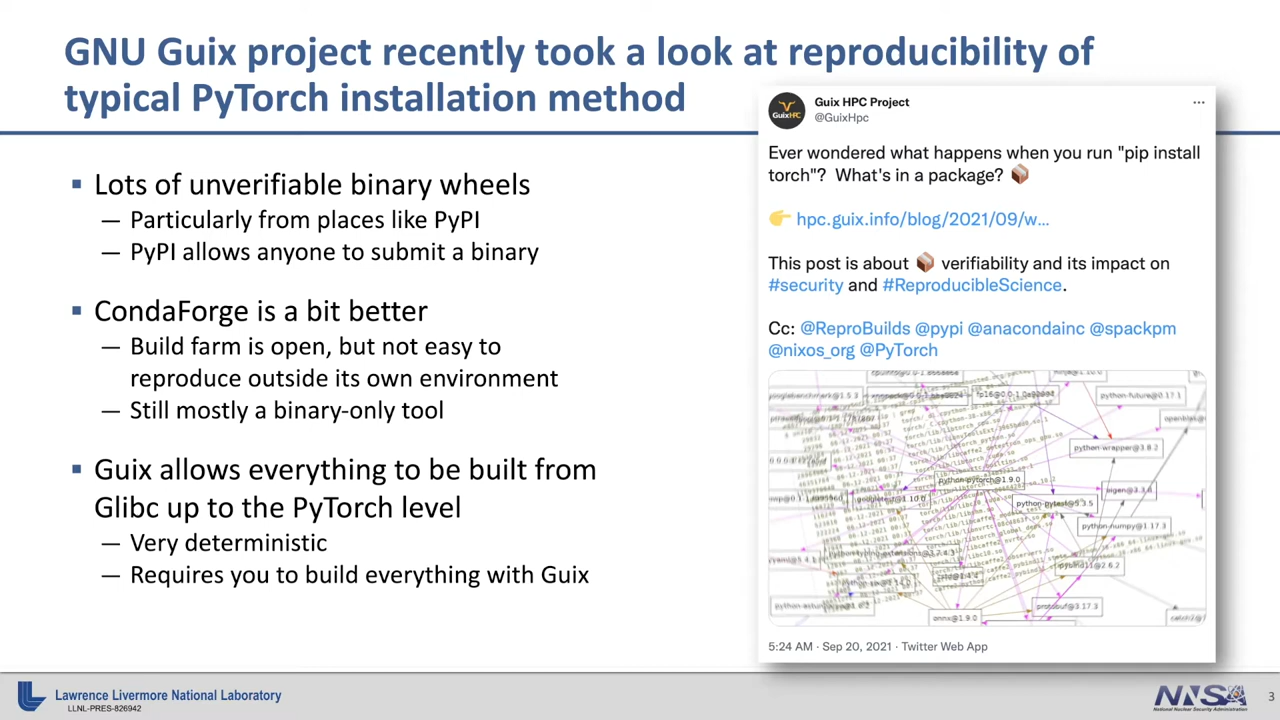 GNU Guix project recently took a look at reproducibility of
typical PyTorch installation method
▪ Lots of unverifiable binary wheels
— Particularly from places like PyPI
— PyPI allows anyone to submit a binary
▪ CondaForge is a bit better
— Build farm is open, but not easy to
reproduce outside its own environment
— Still mostly a binary-only tool
▪ Guix allows everything to be built from
Glibc up to the PyTorch level
— Very deterministic
— Requires you to build everything with Guix
GuixHPC
Guix HPC Project
@GuixHpc
Ever wondered what happens when you run "pip install
torch"? What's in a package? 📦
👉 hpc.guix.info/blog/2021/09/w...
This post is about 📦 verifiability and its impact on
#security and #ReproducibleScience.
Cc: @ReproBuilds @pypi @anacondainc @spackpm
@nixos_org @PyTorch
python-future@0.17.1
python-wrapper@3.8.2
python-pytorch@1.9.0
eigen@3.3.8
python-numpy@1.17.3
pybind11@2.6.2
protobuf@3.17.3
onnx@1.9.0
5:24 AM · Sep 20, 2021 · Twitter Web App
Lawrence Livermore National Laboratory
LLNL-PRES-826942
NNSA
National Nuclear Security Administration
3